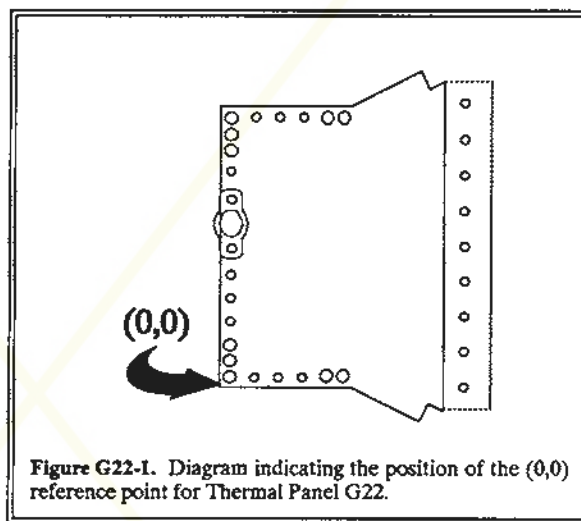 (0,0)
Figure G22-1. Diagram indicating the position of the (0,0)
reference point for Thermal Panel G22.